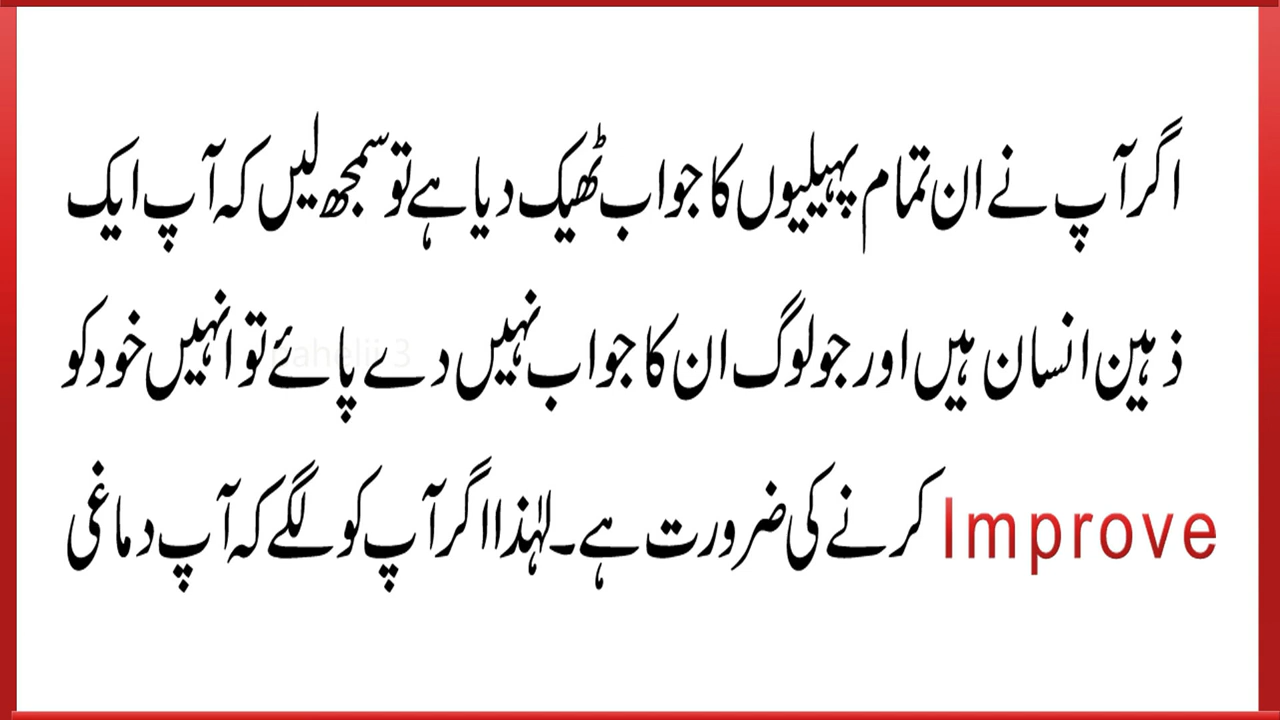 اگر آپ نے ان تمام پہیلیوں کا جواب ٹھیک دیا ہے تو سمجھ لیں کہ آپ ایک
ذہین انسان ہیں اور جو لوگ ان کا جواب نہیں دے پائے تو انہیں خود کو
Improve کرنے کی ضرورت ہے۔ لہٰذا اگر آپ کو لگے کہ آپ دماغی